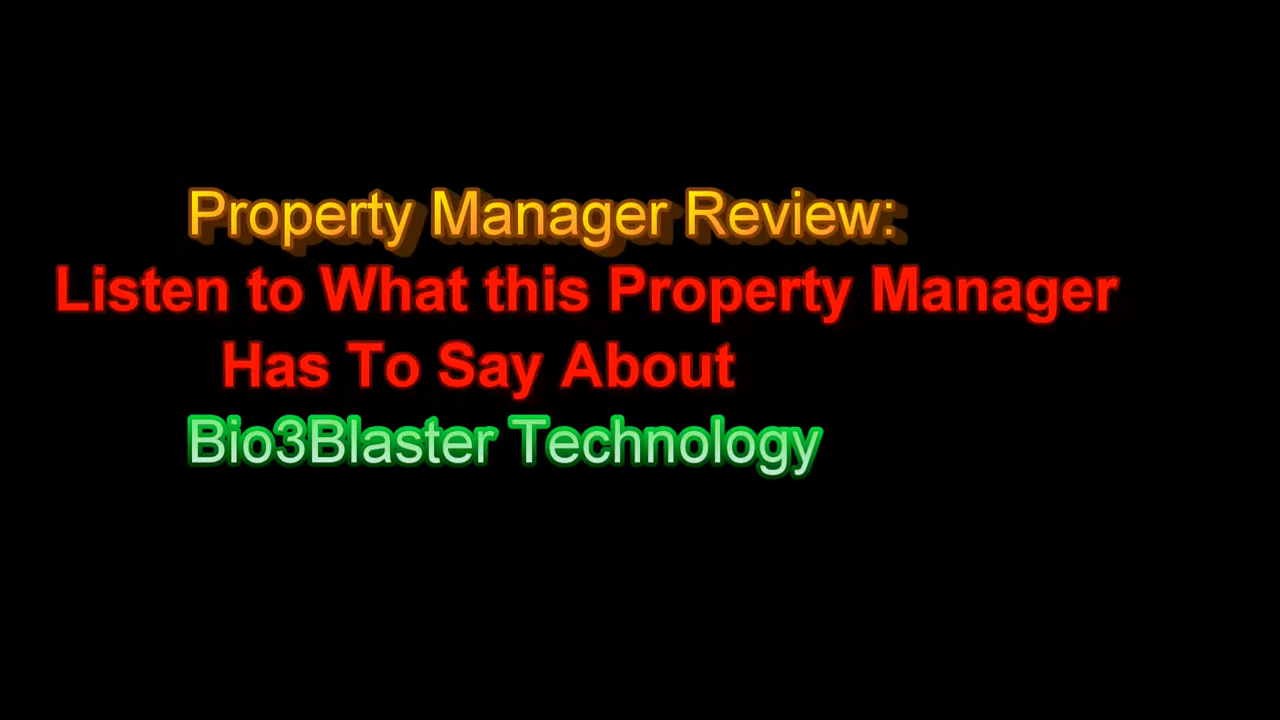 Property Manager Review:
Listen to What this Property Manager
Has To Say About
Bio3Blaster Technology